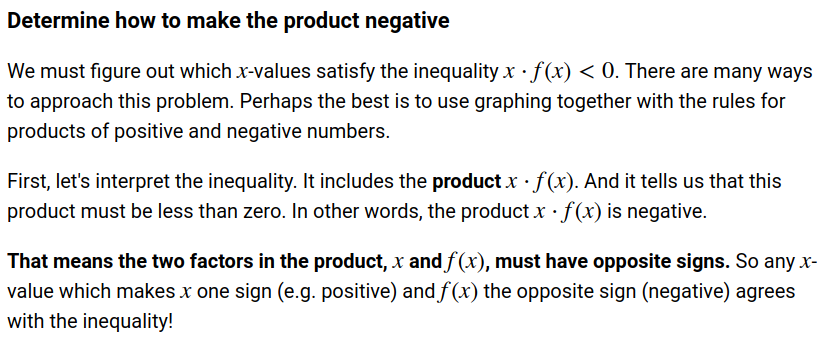 Determine how to make the product negative
We must figure out which x-values satisfy the inequality x · f(x) < 0. There are many ways
to approach this problem. Perhaps the best is to use graphing together with the rules for
products of positive and negative numbers.
First, let's interpret the inequality. It includes the product x · f(x). And it tells us that this
product must be less than zero. In other words, the product x · f(x) is negative.
That means the two factors in the product, x and f(x), must have opposite signs. So any x-
value which makes x one sign (e.g. positive) and f(x) the opposite sign (negative) agrees
with the inequality!